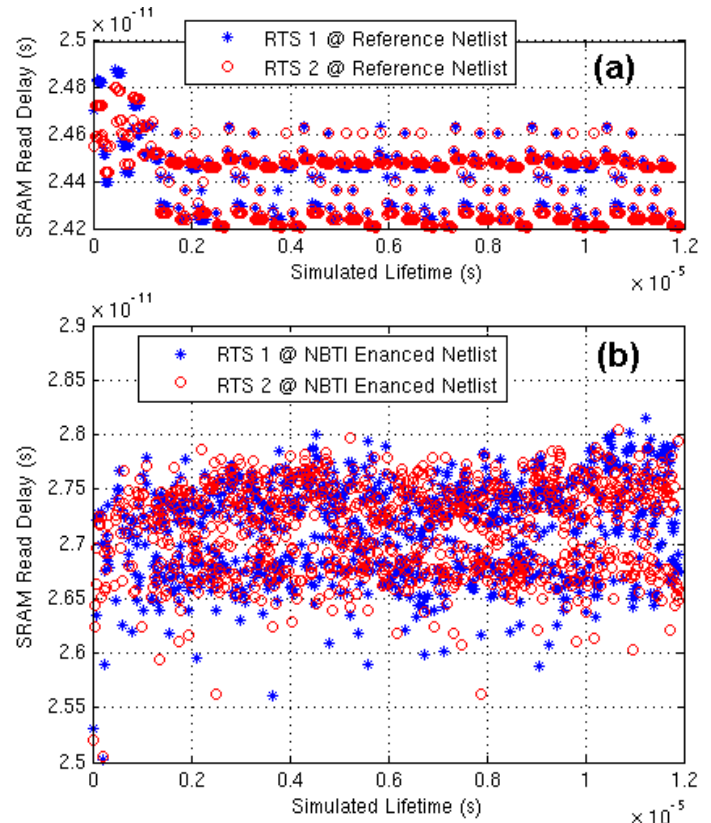 × 10⁻¹¹
RTS 1 @ Reference Netlist
RTS 2 @ Reference Netlist
(a)
SRAM Read Delay (s)
2.5
2.48
2.46
2.44
2.42
0 0.2 0.4 0.6 0.8 1 1.2
Simulated Lifetime (s)
× 10⁻⁵
× 10⁻¹¹
RTS 1 @ NBTI Enanced Netlist
RTS 2 @ NBTI Enanced Netlist
(b)
SRAM Read Delay (s)
2.9
2.85
2.8
2.75
2.7
2.65
2.6
2.55
2.5
0 0.2 0.4 0.6 0.8 1 1.2
Simulated Lifetime (s)
× 10⁻⁵